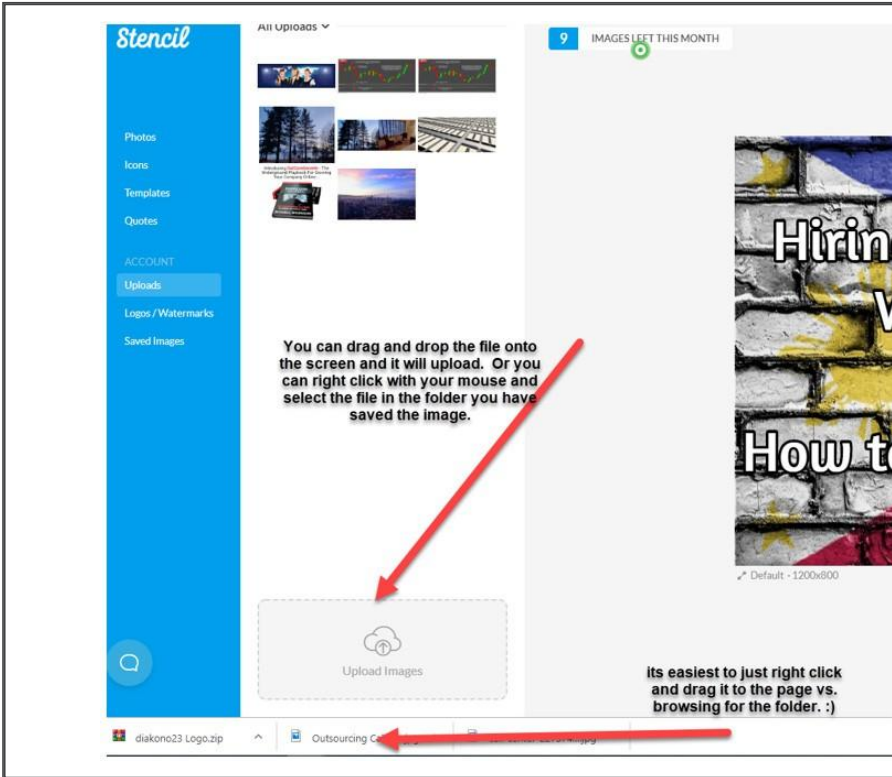 Stencil
All Uploads
9 IMAGES LEFT THIS MONTH
Photos
Icons
Templates
Quotes
ACCOUNT
Uploads
Logos / Watermarks
Saved Images
You can drag and drop the file onto
the screen and it will upload. Or you
can right click with your mouse and
select the file in the folder you have
saved the image.
Hirin
How to
Default - 1200x800
Upload Images
its easiest to just right click
and drag it to the page vs.
browsing for the folder. :)
diakono23 Logo.zip
Outsourcing